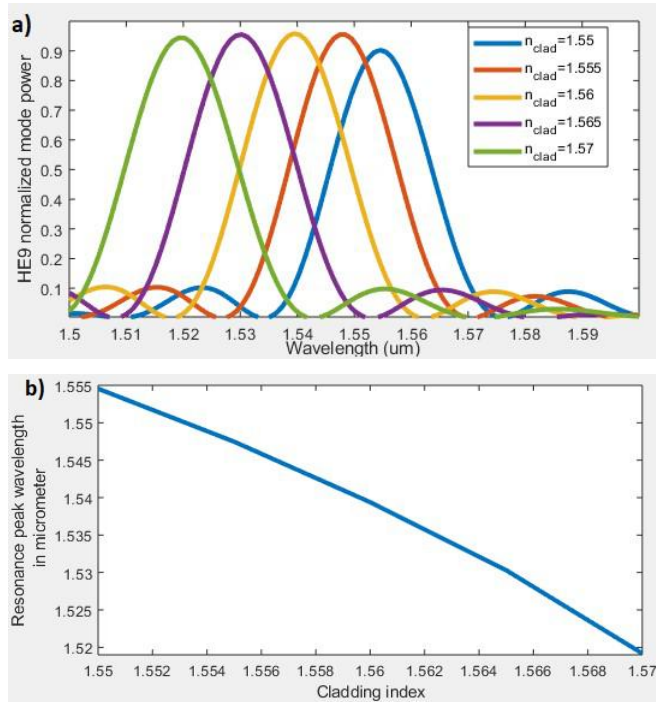 a)
HE9 normalized mode power
0.9
0.8
0.7
0.6
0.5
0.4
0.3
0.2
0.1
n_clad=1.55
n_clad=1.555
n_clad=1.56
n_clad=1.565
n_clad=1.57
1.5 1.51 1.52 1.53 1.54 1.55 1.56 1.57 1.58 1.59
Wavelength (um)
b)
Resonance peak wavelength
in micrometer
1.555
1.55
1.545
1.54
1.535
1.53
1.525
1.52
1.55 1.552 1.554 1.556 1.558 1.56 1.562 1.564 1.566 1.568 1.57
Cladding index